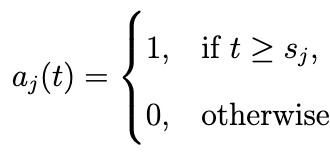 a_j(t) = { 1, if t ≥ s_j,
0, otherwise